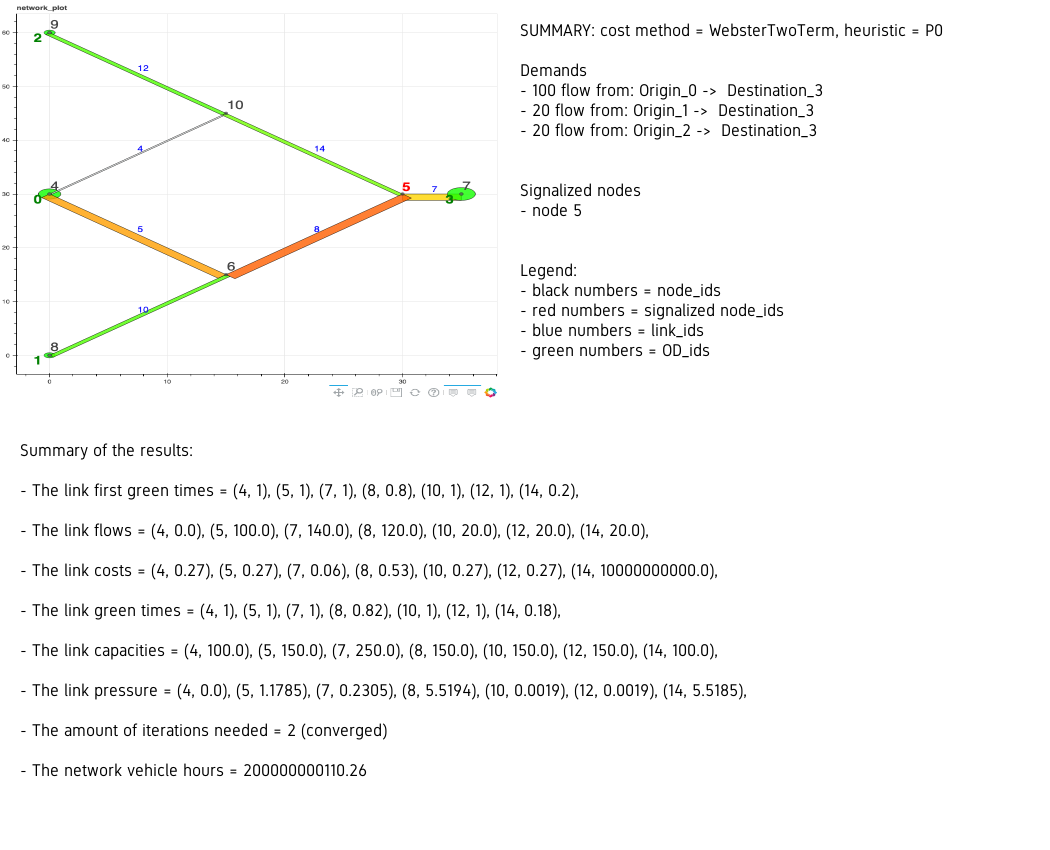 network_plot
SUMMARY: cost method = WebsterTwoTerm, heuristic = P0
Demands
- 100 flow from: Origin_0 -> Destination_3
- 20 flow from: Origin_1 -> Destination_3
- 20 flow from: Origin_2 -> Destination_3
Signalized nodes
- node 5
Legend:
- black numbers = node_ids
- red numbers = signalized node_ids
- blue numbers = link_ids
- green numbers = OD_ids
60
50
40
30
20
10
0
0
10
20
30
9
2
12
10
4
14
4
0
5
7
7
3
5
8
6
10
8
1
Summary of the results:
- The link first green times = (4, 1), (5, 1), (7, 1), (8, 0.8), (10, 1), (12, 1), (14, 0.2),
- The link flows = (4, 0.0), (5, 100.0), (7, 140.0), (8, 120.0), (10, 20.0), (12, 20.0), (14, 20.0),
- The link costs = (4, 0.27), (5, 0.27), (7, 0.06), (8, 0.53), (10, 0.27), (12, 0.27), (14, 10000000000.0),
- The link green times = (4, 1), (5, 1), (7, 1), (8, 0.82), (10, 1), (12, 1), (14, 0.18),
- The link capacities = (4, 100.0), (5, 150.0), (7, 250.0), (8, 150.0), (10, 150.0), (12, 150.0), (14, 100.0),
- The link pressure = (4, 0.0), (5, 1.1785), (7, 0.2305), (8, 5.5194), (10, 0.0019), (12, 0.0019), (14, 5.5185),
- The amount of iterations needed = 2 (converged)
- The network vehicle hours = 200000000110.26